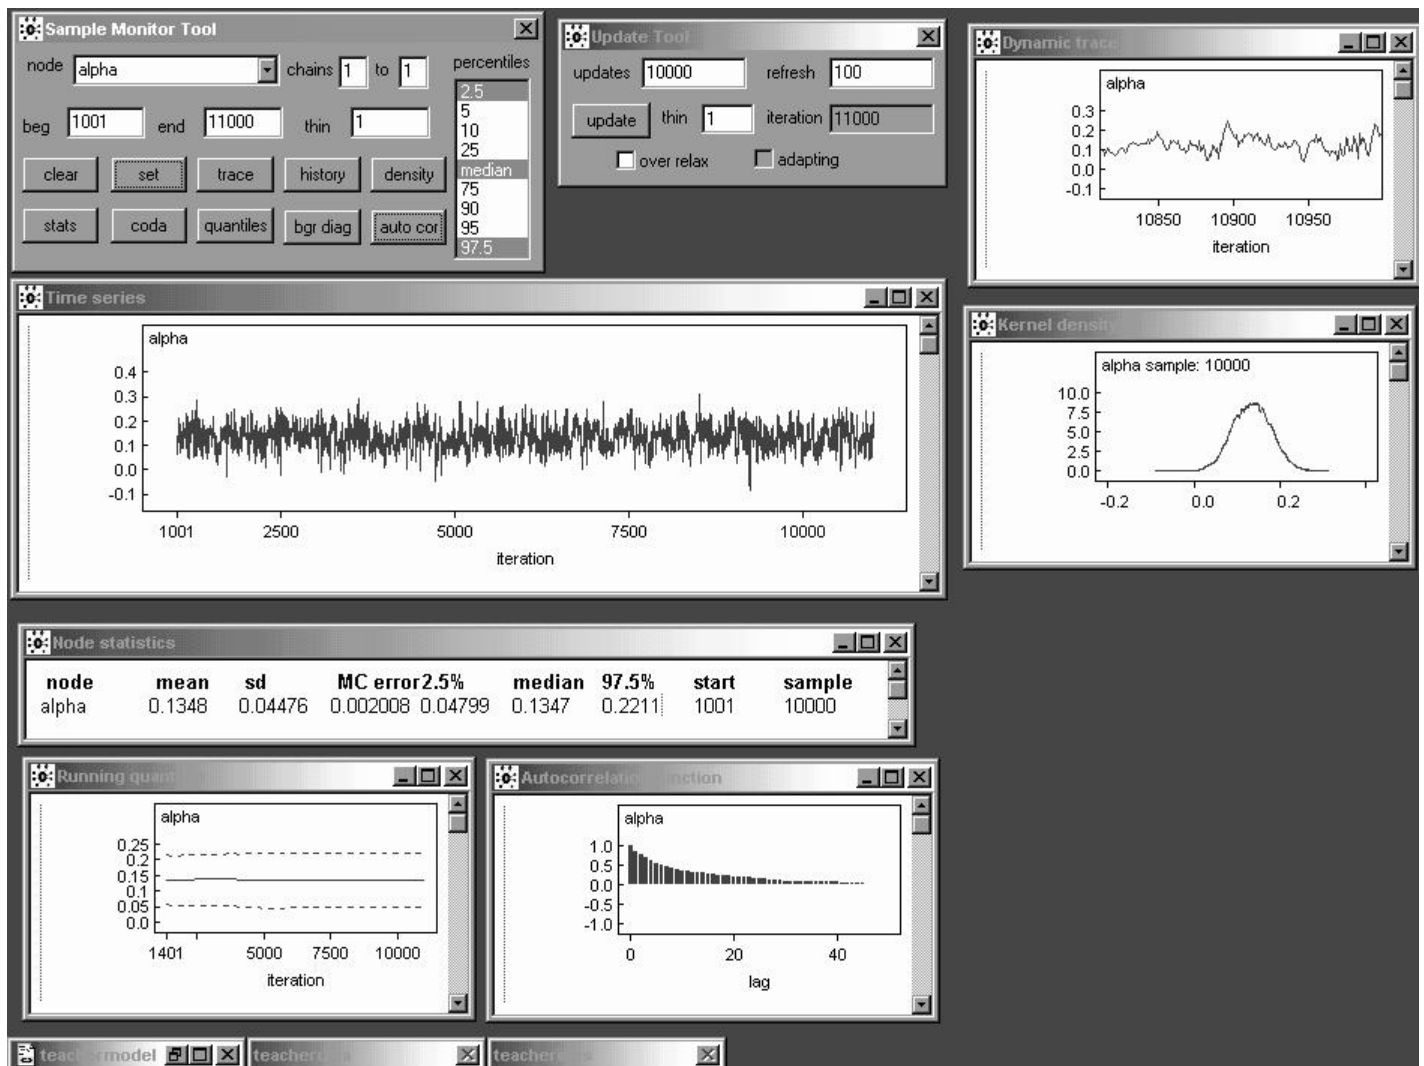 Sample Monitor Tool
node alpha chains 1 to 1 percentiles
2.5
5
10
25
median
75
90
95
97.5
beg 1001 end 11000 thin 1
clear set trace history density
stats coda quantiles bgr diag auto cor
Update Tool
updates 10000 refresh 100
update thin 1 iteration 11000
over relax adapting
Dynamic trace
alpha
0.3
0.2
0.1
0.0
-0.1
10850 10900 10950
iteration
Time series
alpha
0.4
0.3
0.2
0.1
0.0
-0.1
1001 2500 5000 7500 10000
iteration
Kernel density
alpha sample: 10000
10.0
7.5
5.0
2.5
0.0
-0.2 0.0 0.2
Node statistics
node mean sd MC error 2.5% median 97.5% start sample
alpha 0.1348 0.04476 0.002008 0.04799 0.1347 0.2211 1001 10000
Running
alpha
0.25
0.2
0.15
0.1
0.05
0.0
1401 5000 7500 10000
iteration
Autocorrelation function
alpha
1.0
0.5
0.0
-0.5
-1.0
0 20 40
lag
teachermodel